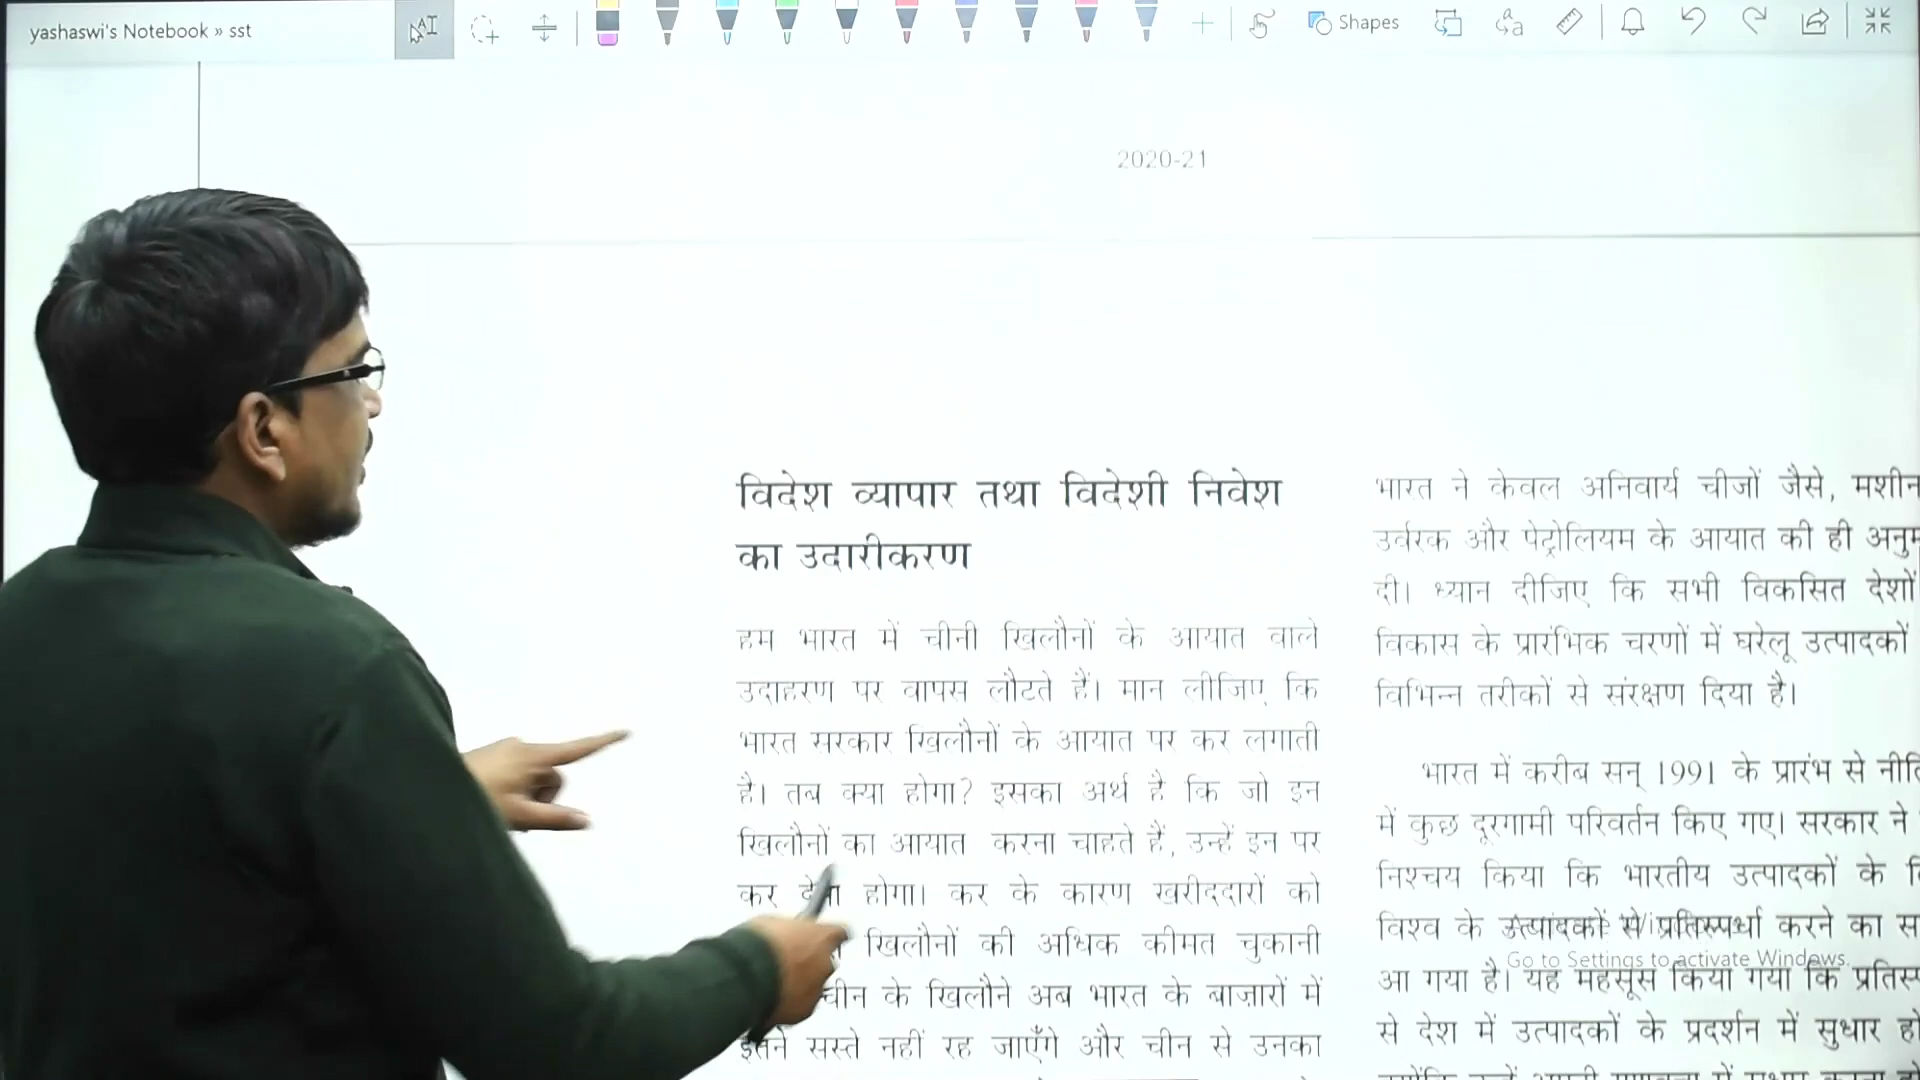 yashaswi's Notebook » sst
Shapes
2020-21
विदेश व्यापार तथा विदेशी निवेश
का उदारीकरण
हम भारत में चीनी खिलौनों के आयात वाले
उदाहरण पर वापस लौटते हैं। मान लीजिए कि
भारत सरकार खिलौनों के आयात पर कर लगाती
है। तब क्या होगा? इसका अर्थ है कि जो इन
खिलौनों का आयात करना चाहते हैं, उन्हें इन पर
कर देना होगा। कर के कारण खरीददारों को
खिलौनों की अधिक कीमत चुकानी
चीन के खिलौने अब भारत के बाज़ारों में
इतने सस्ते नहीं रह जाएँगे और चीन से उनका
भारत ने केवल अनिवार्य चीजों जैसे, मशीन
उर्वरक और पेट्रोलियम के आयात की ही
दी। ध्यान दीजिए कि सभी विकसित देशों
विकास के प्रारंभिक चरणों में घरेलू उत्पादकों
विभिन्न तरीकों से संरक्षण दिया है।
भारत में करीब सन् 1991 के प्रारंभ से
में कुछ दूरगामी परिवर्तन किए गए। सरकार ने
निश्चय किया कि भारतीय उत्पादकों के
विश्व के उत्पादकों से प्रतिस्पर्धा करने का
Go to Settings to activate Windows.
आ गया है। यह महसूस किया गया कि
से देश में उत्पादकों के प्रदर्शन में सुधार